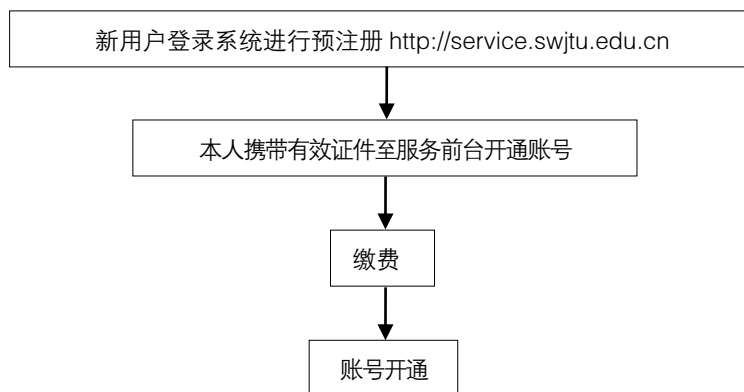 新用户登录系统进行预注册 http://service.swjtu.edu.cn
本人携带有效证件至服务前台开通账号
缴费
账号开通